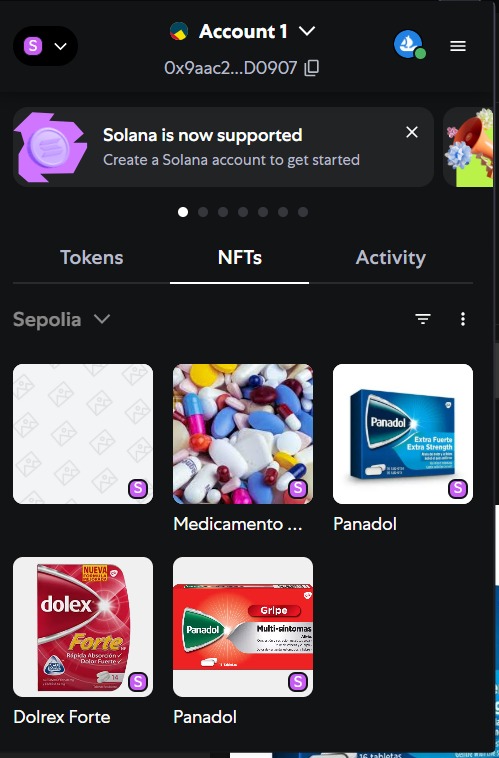 S
Account 1
0x9aac2...D0907
Solana is now supported
Create a Solana account to get started
Tokens
NFTs
Activity
Sepolia
S
S
Panadol
Extra Fuerte
Extra Strength
S
Medicamento ...
Panadol
NUEVA
dolex
Forte
Rápida Absorción
Dolor Fuerte
14
S
Gripe
Panadol
Multi-síntomas
S
Dolrex Forte
Panadol
16 tabletas